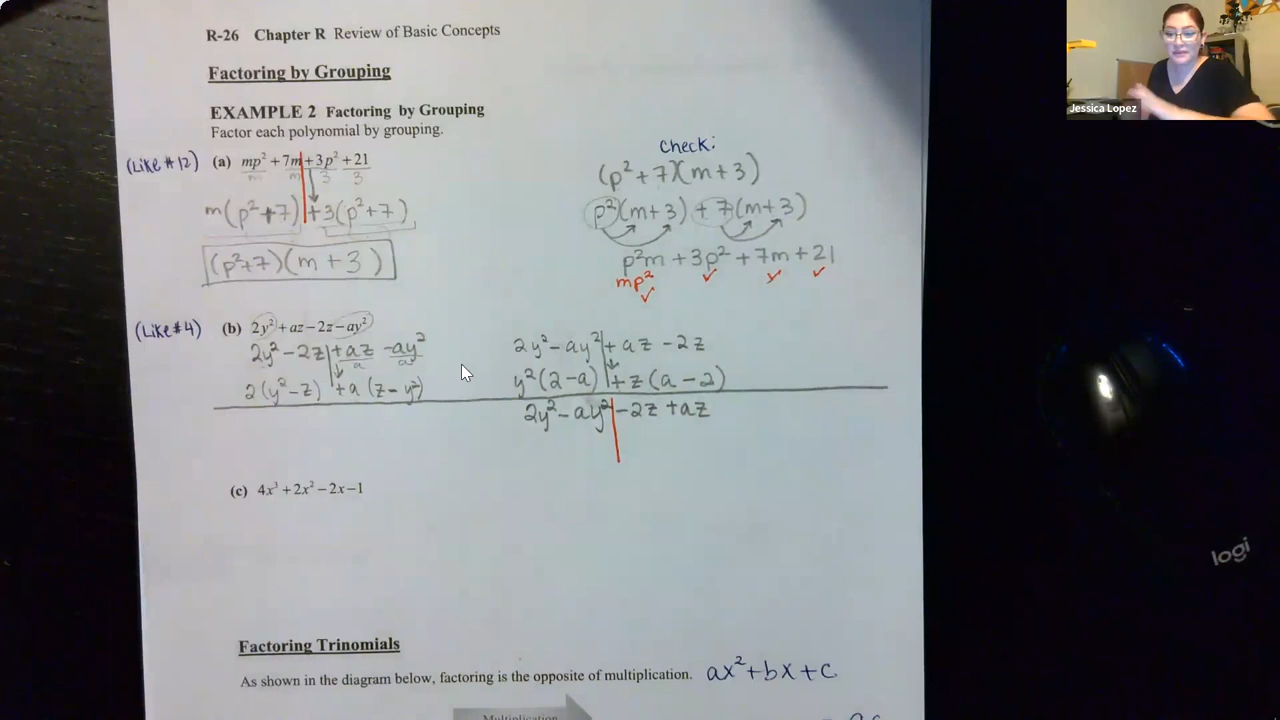 R-26 Chapter R Review of Basic Concepts
Jessica Lopez
Factoring by Grouping
EXAMPLE 2 Factoring by Grouping
Factor each polynomial by grouping.
(Like #12) (a) mp² + 7m + 3p² + 21
m m 3 3
m(p² + 7) + 3(p² + 7)
(p² + 7)(m + 3)
Check:
(p² + 7)(m + 3)
p²(m + 3) + 7(m + 3)
p²m + 3p² + 7m + 21
mp²
(Like #4) (b) 2y² + az − 2z − ay²
2y² − 2z + az − ay²
a a
2(y² − z) + a(z − y²)
2y² − ay² + az − 2z
y²(2 − a) + z(a − 2)
2y² − ay² − 2z + az
(c) 4x³ + 2x² − 2x − 1
logi
Factoring Trinomials
As shown in the diagram below, factoring is the opposite of multiplication. ax² + bx + c
Multiplication